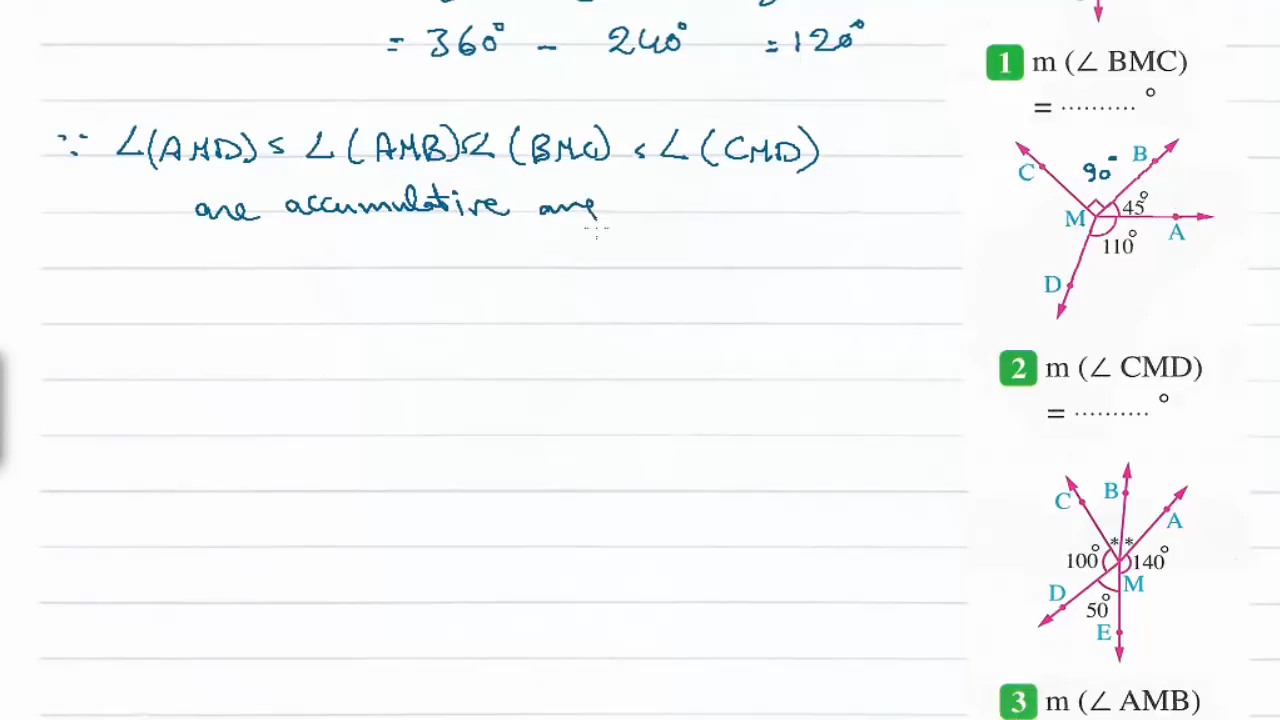 = 360° - 240° = 120°
∵ ∠(AMD) ، ∠(AMB) ، ∠(BMC) ، ∠(CMD)
are accumulative ang
1 m (∠ BMC)
= .......... °
C
90°
B
M
45°
A
110°
D
2 m (∠ CMD)
= .......... °
C
B
A
* *
100°
140°
M
D
50°
E
3 m (∠ AMB)